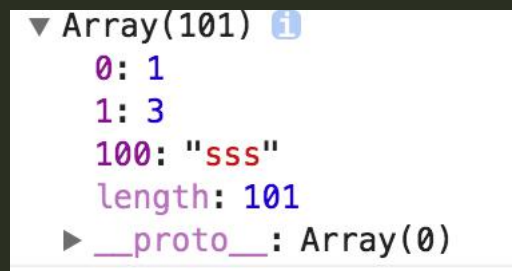 ▼ Array(101) i
0: 1
1: 3
100: "sss"
length: 101
▶ __proto__: Array(0)